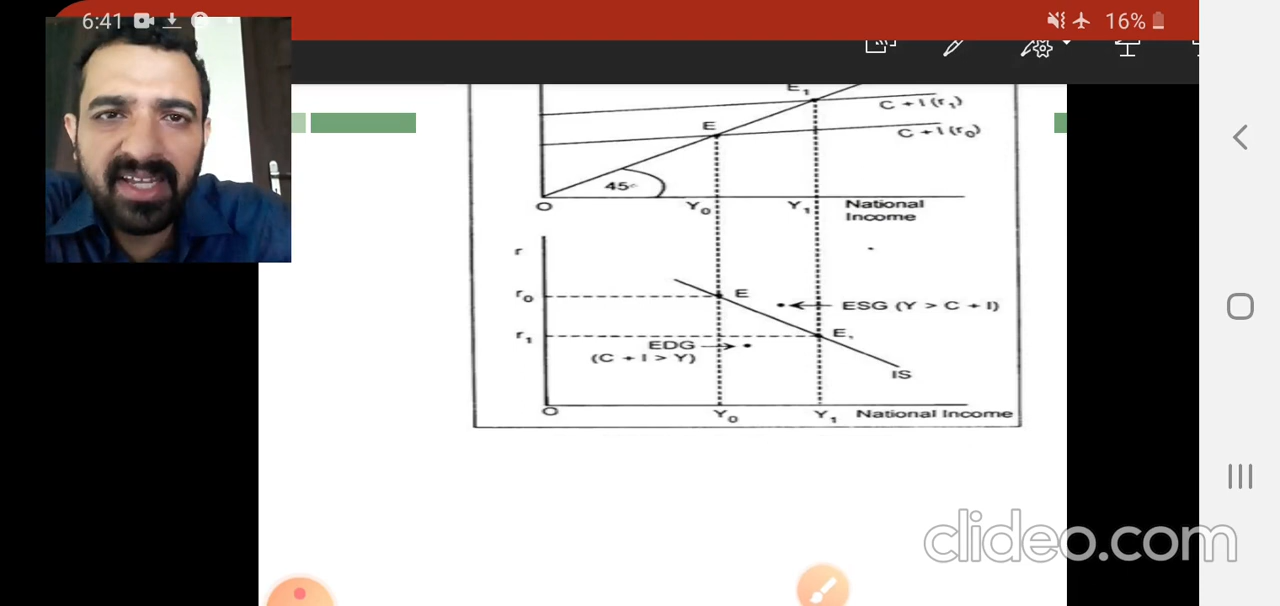 6:41
16%
E₁
C + I (r₁)
E
C + I (r₀)
45°
O
Y₀
Y₁
National
Income
r
r₀
E
ESG (Y > C + I)
r₁
E₁
EDG
(C + I > Y)
IS
O
Y₀
Y₁
National Income
clideo.com